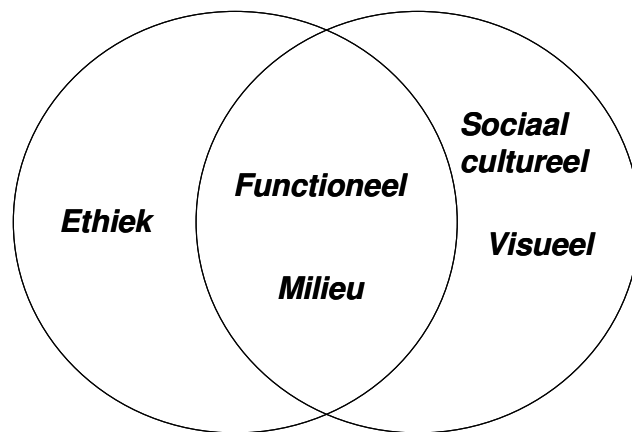 Sociaal
cultureel
Functioneel
Ethiek
Visueel
Milieu